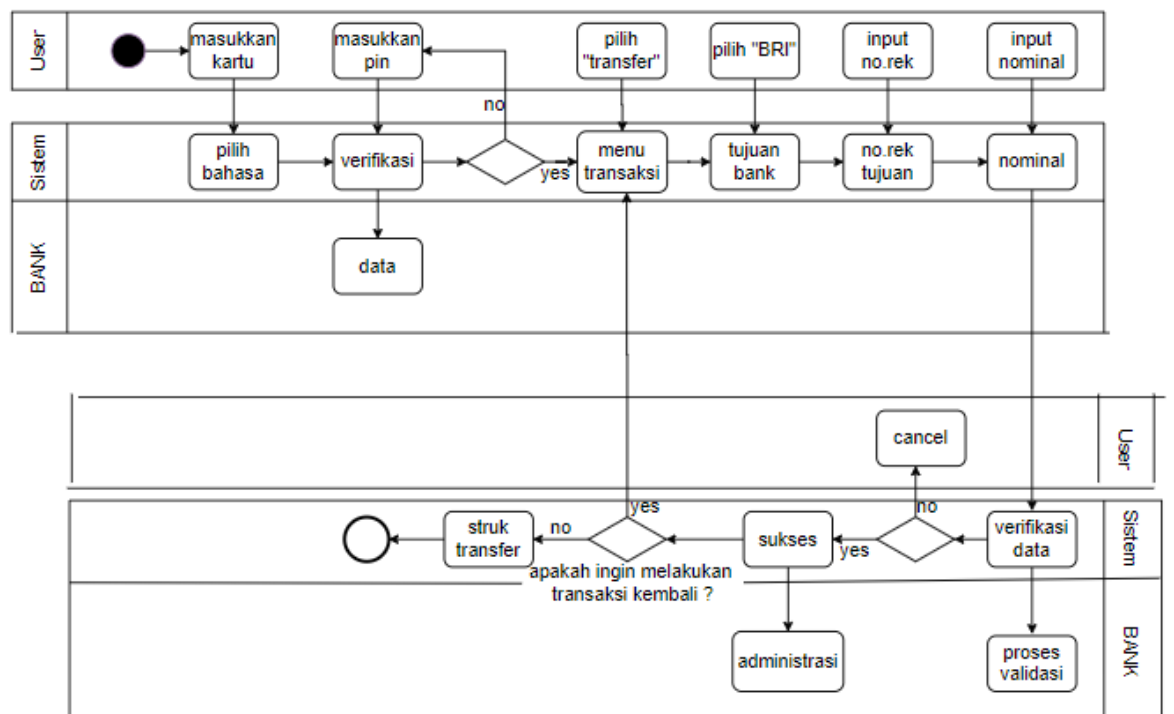 User
masukkan
kartu
masukkan
pin
pilih
"transfer"
pilih "BRI"
input
no.rek
input
nominal
no
Sistem
pilih
bahasa
verifikasi
yes
menu
transaksi
tujuan
bank
no.rek
tujuan
nominal
BANK
data
cancel
User
yes
no
struk
transfer
no
sukses
yes
verifikasi
data
Sistem
apakah ingin melakukan
transaksi kembali ?
administrasi
proses
validasi
BANK